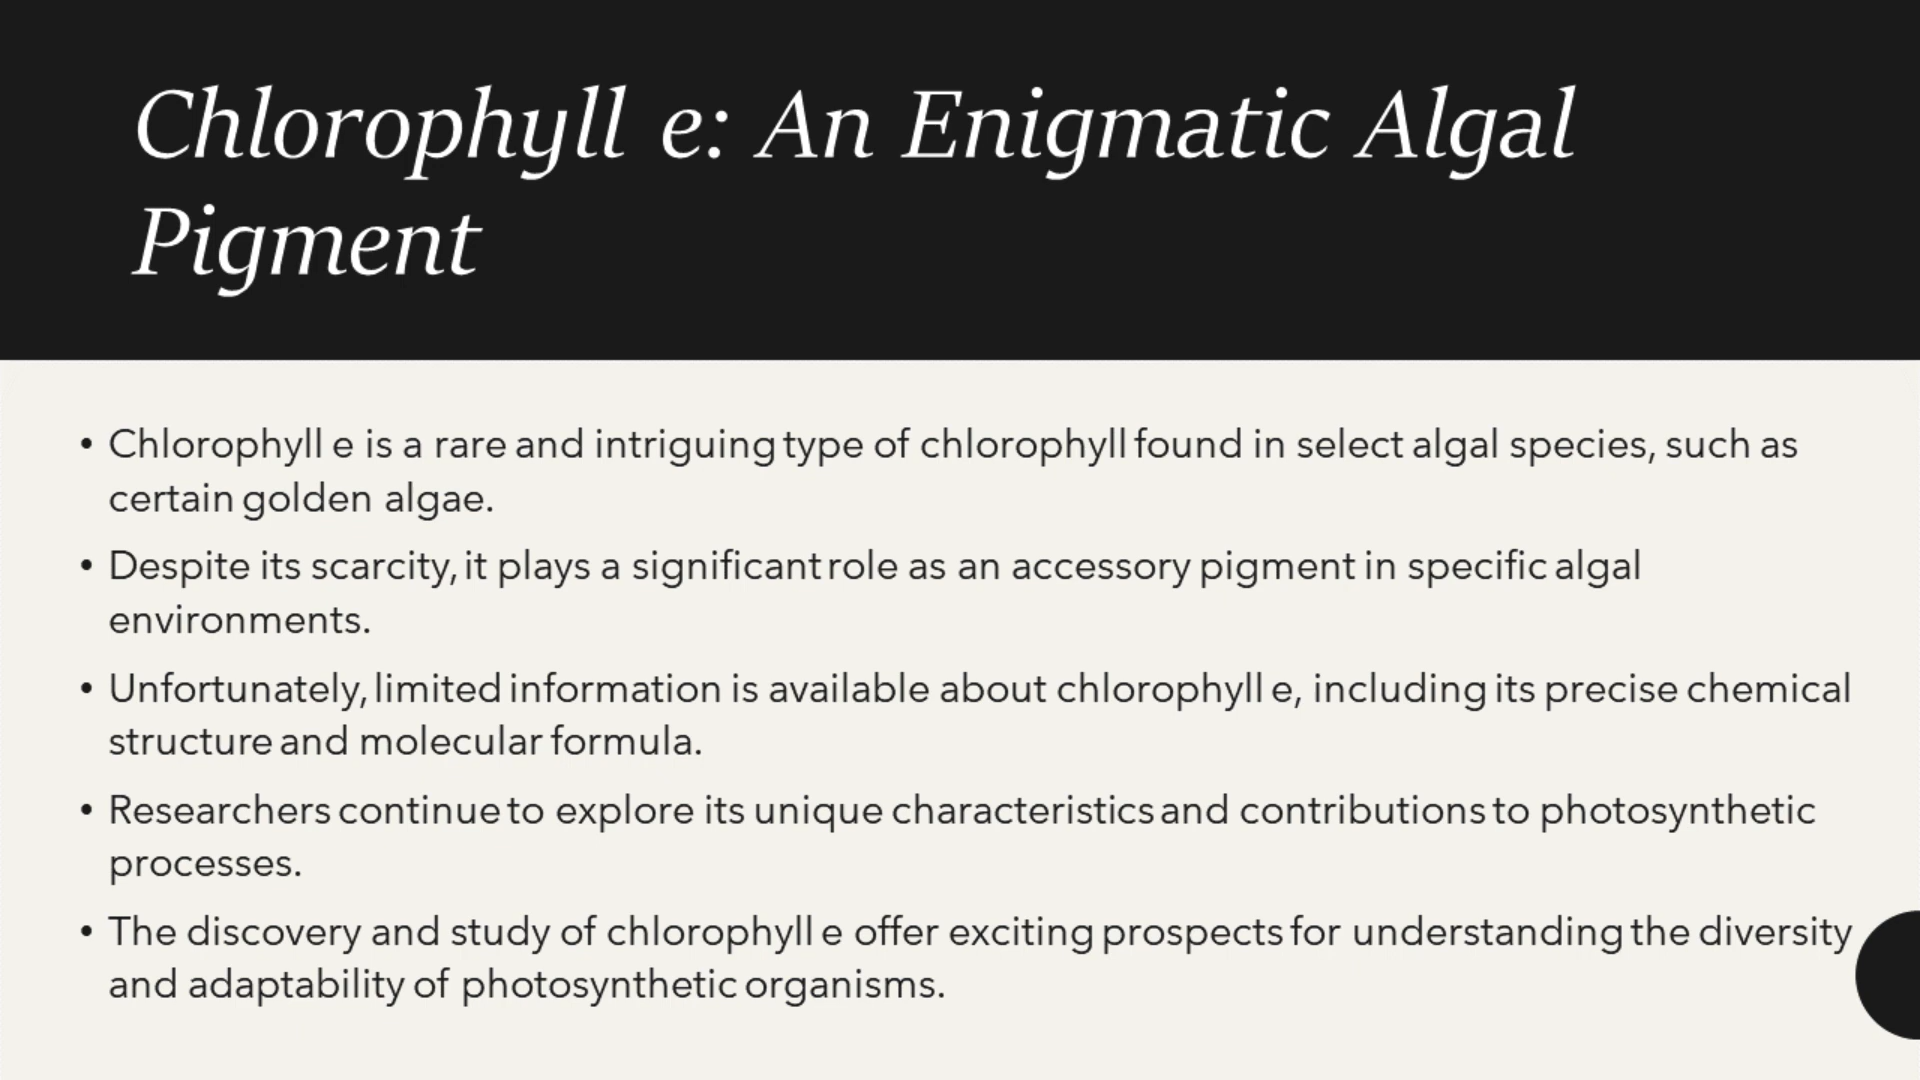 Chlorophyll e: An Enigmatic Algal
Pigment
• Chlorophyll e is a rare and intriguing type of chlorophyll found in select algal species, such as
certain golden algae.
• Despite its scarcity, it plays a significant role as an accessory pigment in specific algal
environments.
• Unfortunately, limited information is available about chlorophyll e, including its precise chemical
structure and molecular formula.
• Researchers continue to explore its unique characteristics and contributions to photosynthetic
processes.
• The discovery and study of chlorophyll e offer exciting prospects for understanding the diversity
and adaptability of photosynthetic organisms.